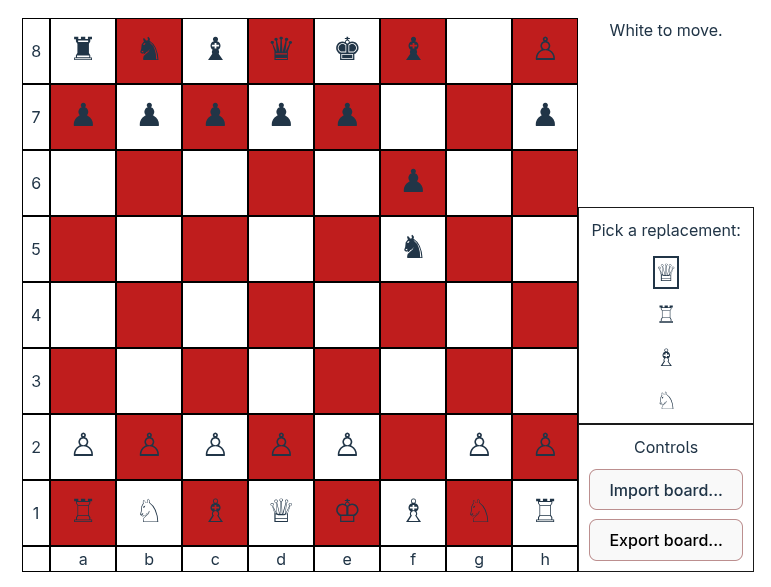 White to move.
8
7
6
5
4
3
2
1
a b c d e f g h
Pick a replacement:
Controls
Import board...
Export board...